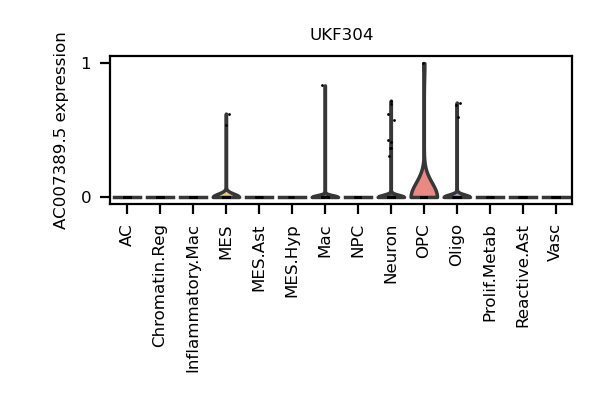 UKF304
AC007389.5 expression
1
0
AC
Chromatin.Reg
Inflammatory.Mac
MES
MES.Ast
MES.Hyp
Mac
NPC
Neuron
OPC
Oligo
Prolif.Metab
Reactive.Ast
Vasc